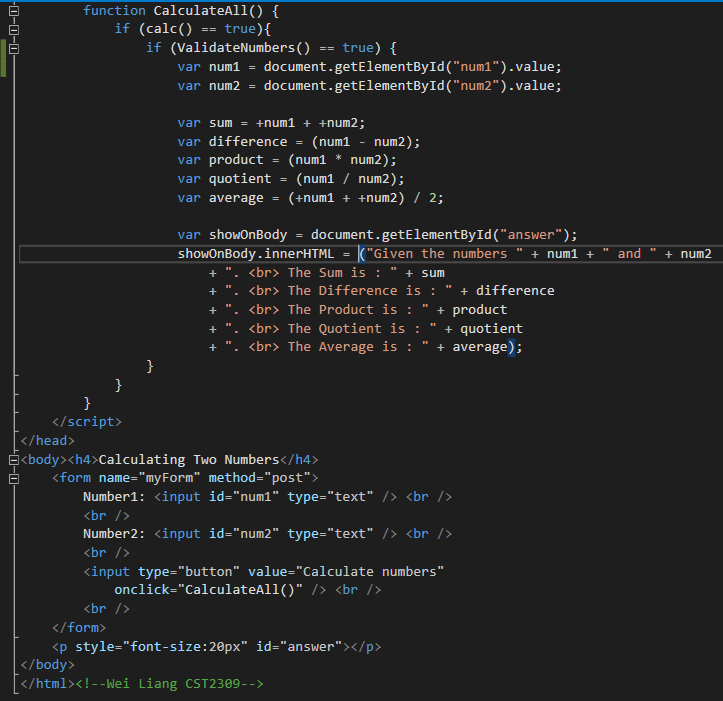 function CalculateAll() {
if (calc() == true){
if (ValidateNumbers() == true) {
var num1 = document.getElementById("num1").value;
var num2 = document.getElementById("num2").value;
var sum = +num1 + +num2;
var difference = (num1 - num2);
var product = (num1 * num2);
var quotient = (num1 / num2);
var average = (+num1 + +num2) / 2;
var showOnBody = document.getElementById("answer");
showOnBody.innerHTML = ("Given the numbers " + num1 + " and " + num2
+ ". <br> The Sum is : " + sum
+ ". <br> The Difference is : " + difference
+ ". <br> The Product is : " + product
+ ". <br> The Quotient is : " + quotient
+ ". <br> The Average is : " + average);
}
}
}
</script>
</head>
<body><h4>Calculating Two Numbers</h4>
<form name="myForm" method="post">
Number1: <input id="num1" type="text" /> <br />
<br />
Number2: <input id="num2" type="text" /> <br />
<br />
<input type="button" value="Calculate numbers"
onclick="CalculateAll()" /> <br />
<br />
</form>
<p style="font-size:20px" id="answer"></p>
</body>
</html><!--Wei Liang CST2309-->